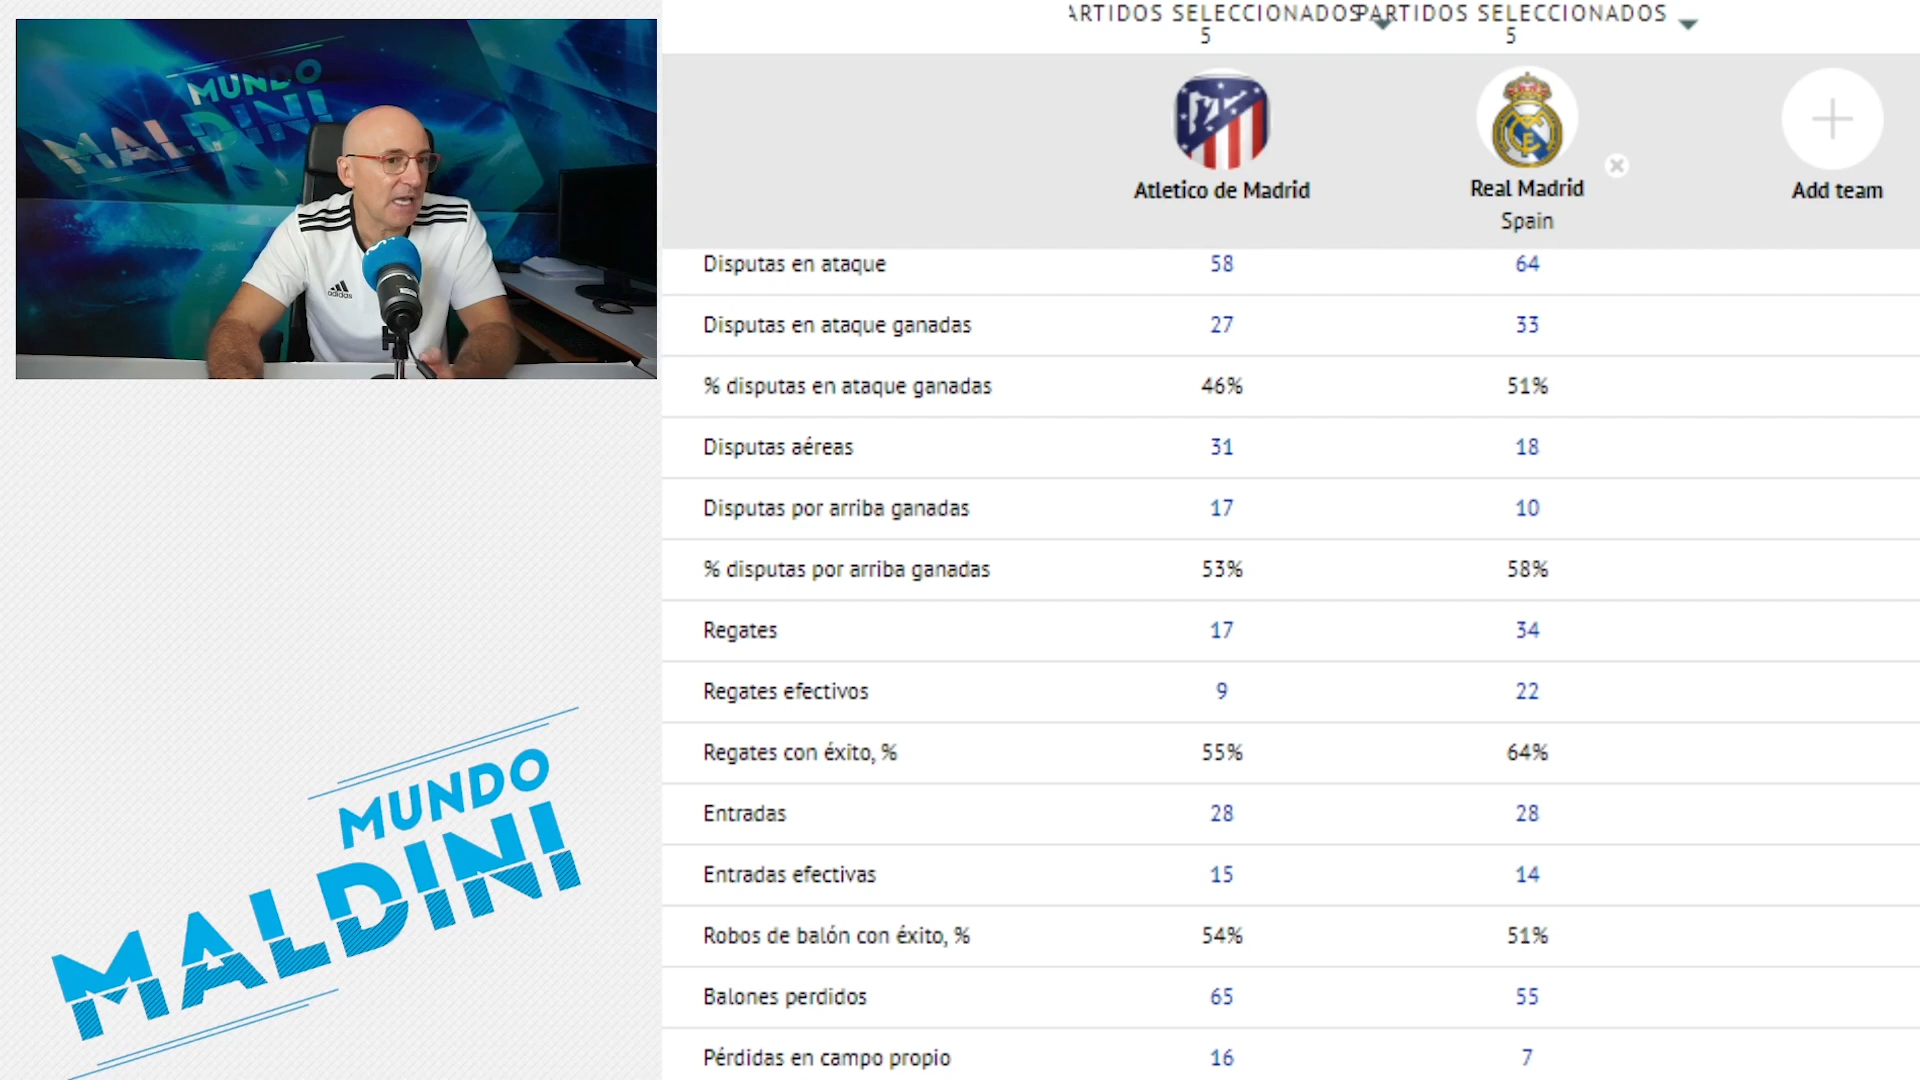 MUNDO
MALDINI
adidas
MUNDO
MALDINI
ARTIDOS SELECCIONADOS PARTIDOS SELECCIONADOS
5 5
Atletico de Madrid Real Madrid Add team
Spain
Disputas en ataque 58 64
Disputas en ataque ganadas 27 33
% disputas en ataque ganadas 46% 51%
Disputas aéreas 31 18
Disputas por arriba ganadas 17 10
% disputas por arriba ganadas 53% 58%
Regates 17 34
Regates efectivos 9 22
Regates con éxito, % 55% 64%
Entradas 28 28
Entradas efectivas 15 14
Robos de balón con éxito, % 54% 51%
Balones perdidos 65 55
Pérdidas en campo propio 16 7